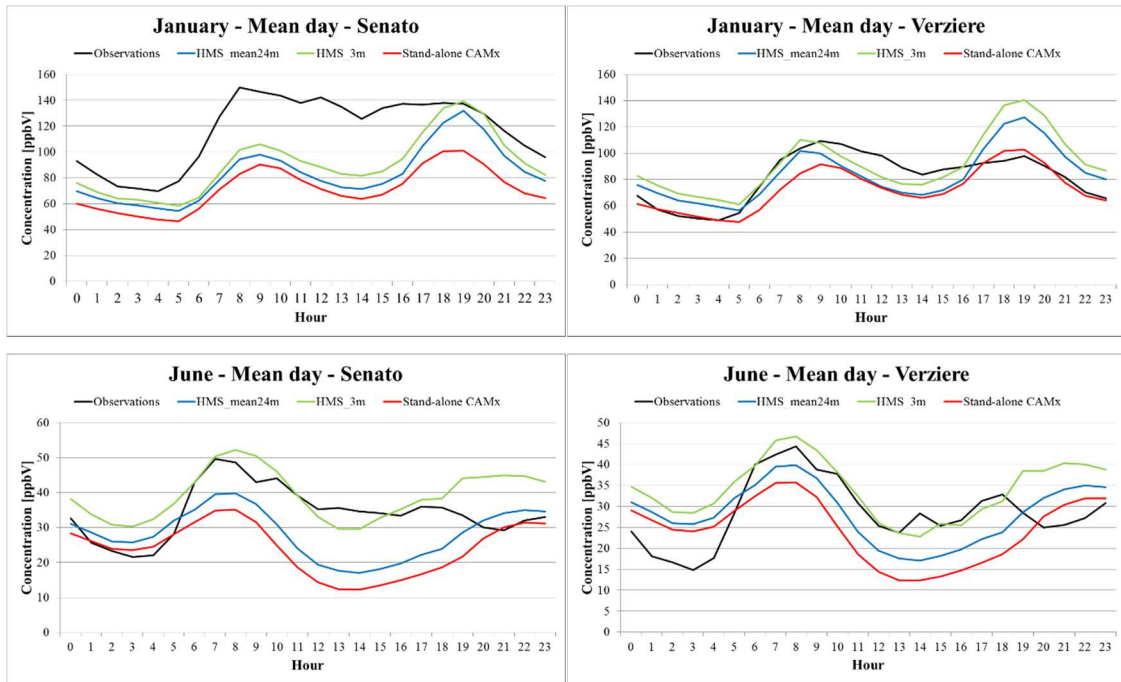 January - Mean day - Senato
Observations HMS_mean24m HMS_3m Stand-alone CAMx
Concentration [ppbV]
160
140
120
100
80
60
40
20
0
0 1 2 3 4 5 6 7 8 9 10 11 12 13 14 15 16 17 18 19 20 21 22 23
Hour
January - Mean day - Verziere
Observations HMS_mean24m HMS_3m Stand-alone CAMx
Concentration [ppbV]
160
140
120
100
80
60
40
20
0
0 1 2 3 4 5 6 7 8 9 10 11 12 13 14 15 16 17 18 19 20 21 22 23
Hour
June - Mean day - Senato
Observations HMS_mean24m HMS_3m Stand-alone CAMx
Concentration [ppbV]
60
50
40
30
20
10
0
0 1 2 3 4 5 6 7 8 9 10 11 12 13 14 15 16 17 18 19 20 21 22 23
Hour
June - Mean day - Verziere
Observations HMS_mean24m HMS_3m Stand-alone CAMx
Concentration [ppbV]
50
45
40
35
30
25
20
15
10
5
0
0 1 2 3 4 5 6 7 8 9 10 11 12 13 14 15 16 17 18 19 20 21 22 23
Hour